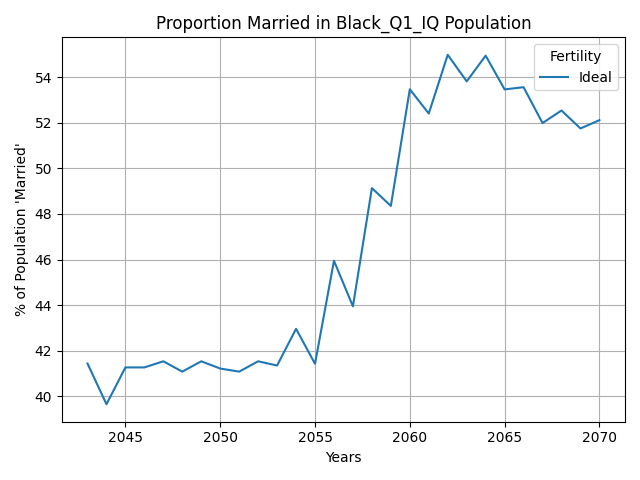 Proportion Married in Black_Q1_IQ Population
Fertility
Ideal
% of Population 'Married'
54
52
50
48
46
44
42
40
2045 2050 2055 2060 2065 2070
Years